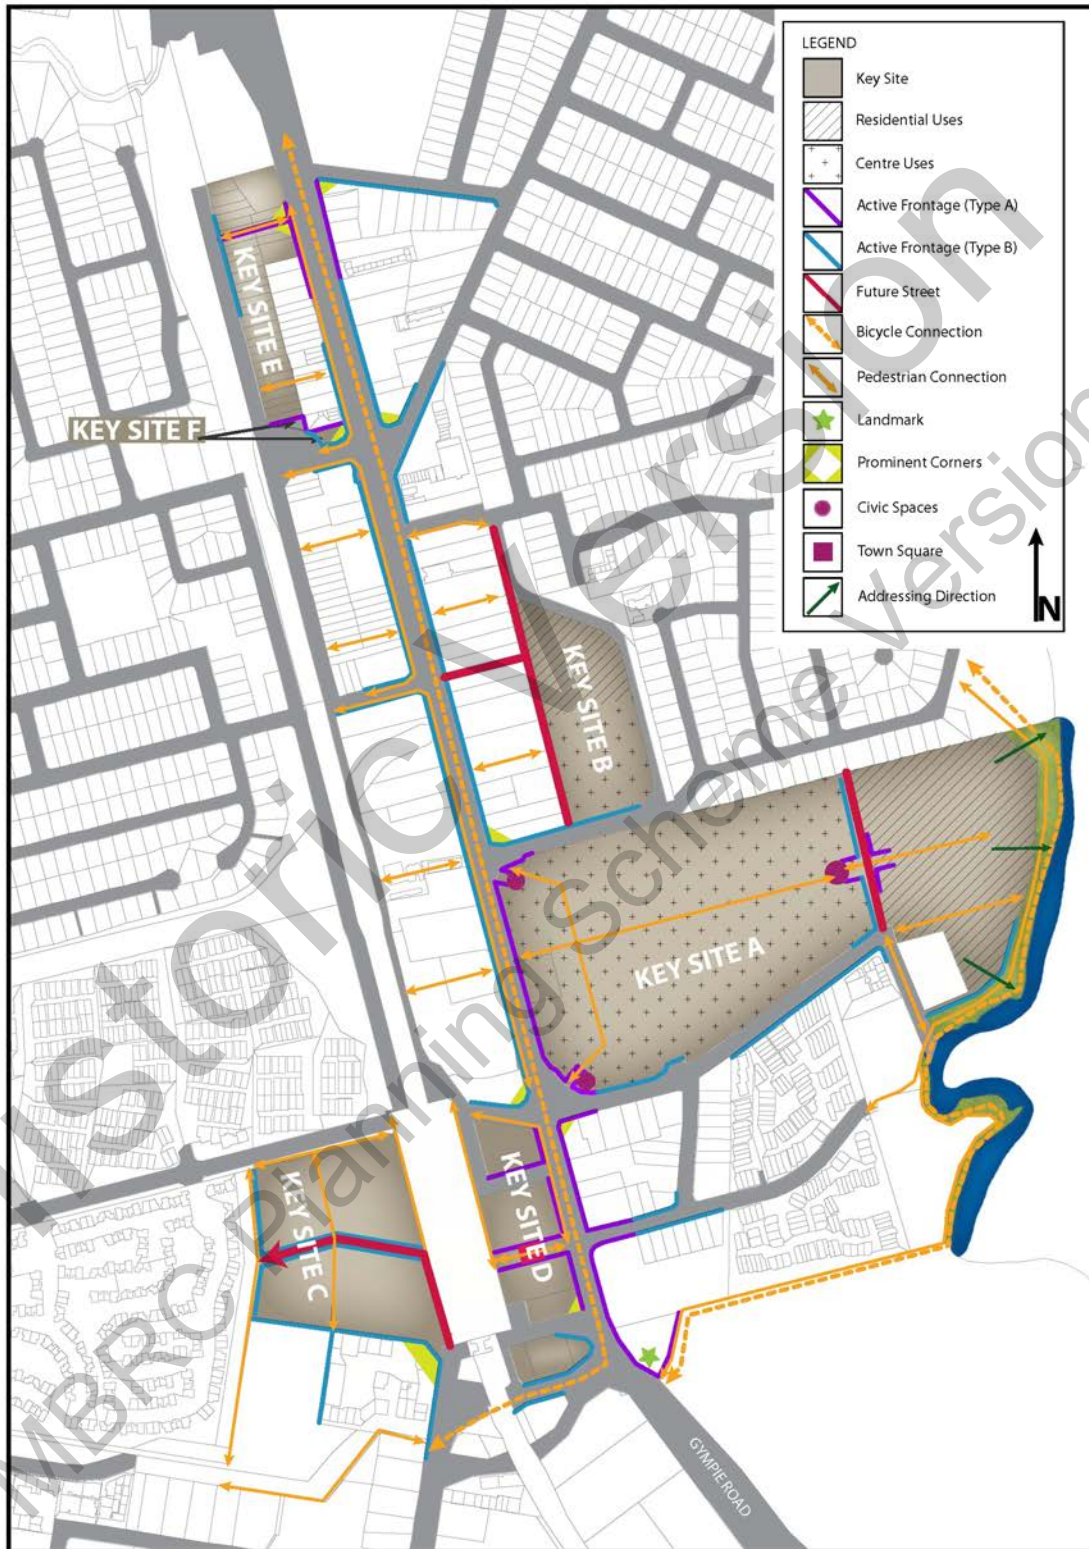 LEGEND
Key Site
Residential Uses
Centre Uses
Active Frontage (Type A)
Active Frontage (Type B)
Future Street
Bicycle Connection
Pedestrian Connection
Landmark
Prominent Corners
Civic Spaces
Town Square
Addressing Direction
N
KEY SITE E
KEY SITE F
KEY SITE B
KEY SITE A
KEY SITE C
KEY SITE D
GYMPIE ROAD
Historic Version
MBRC Planning Scheme Version